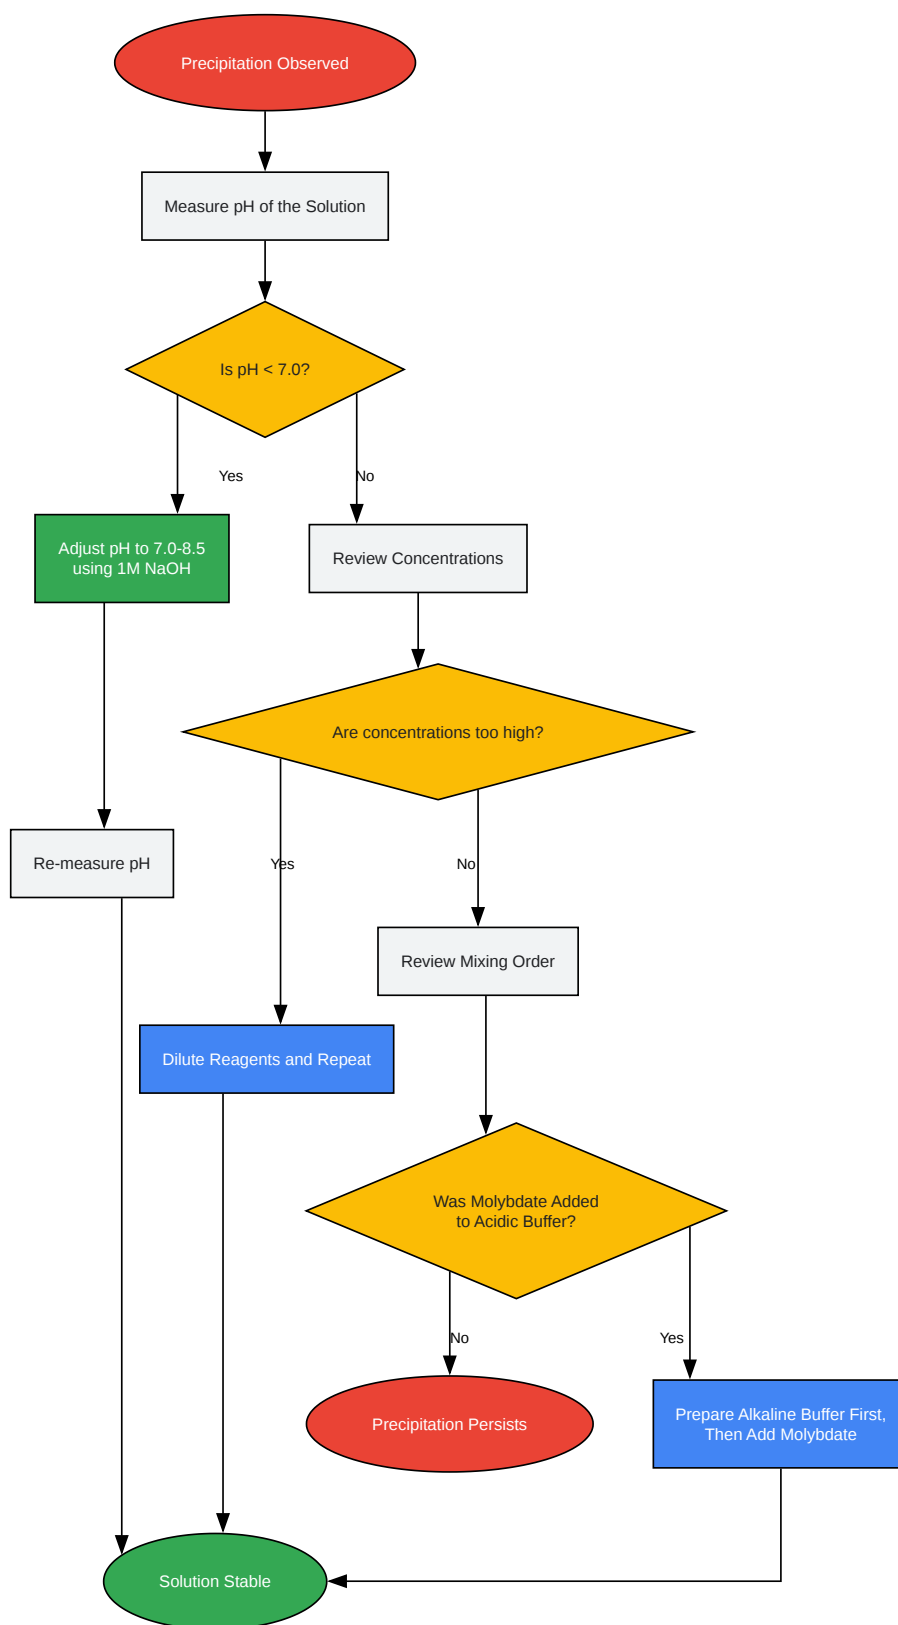 Precipitation Observed
Measure pH of the Solution
Is pH < 7.0?
Yes
No
Adjust pH to 7.0-8.5
using 1M NaOH
Review Concentrations
Are concentrations too high?
Re-measure pH
Yes
No
Review Mixing Order
Dilute Reagents and Repeat
Was Molybdate Added
to Acidic Buffer?
No
Yes
Precipitation Persists
Prepare Alkaline Buffer First,
Then Add Molybdate
Solution Stable